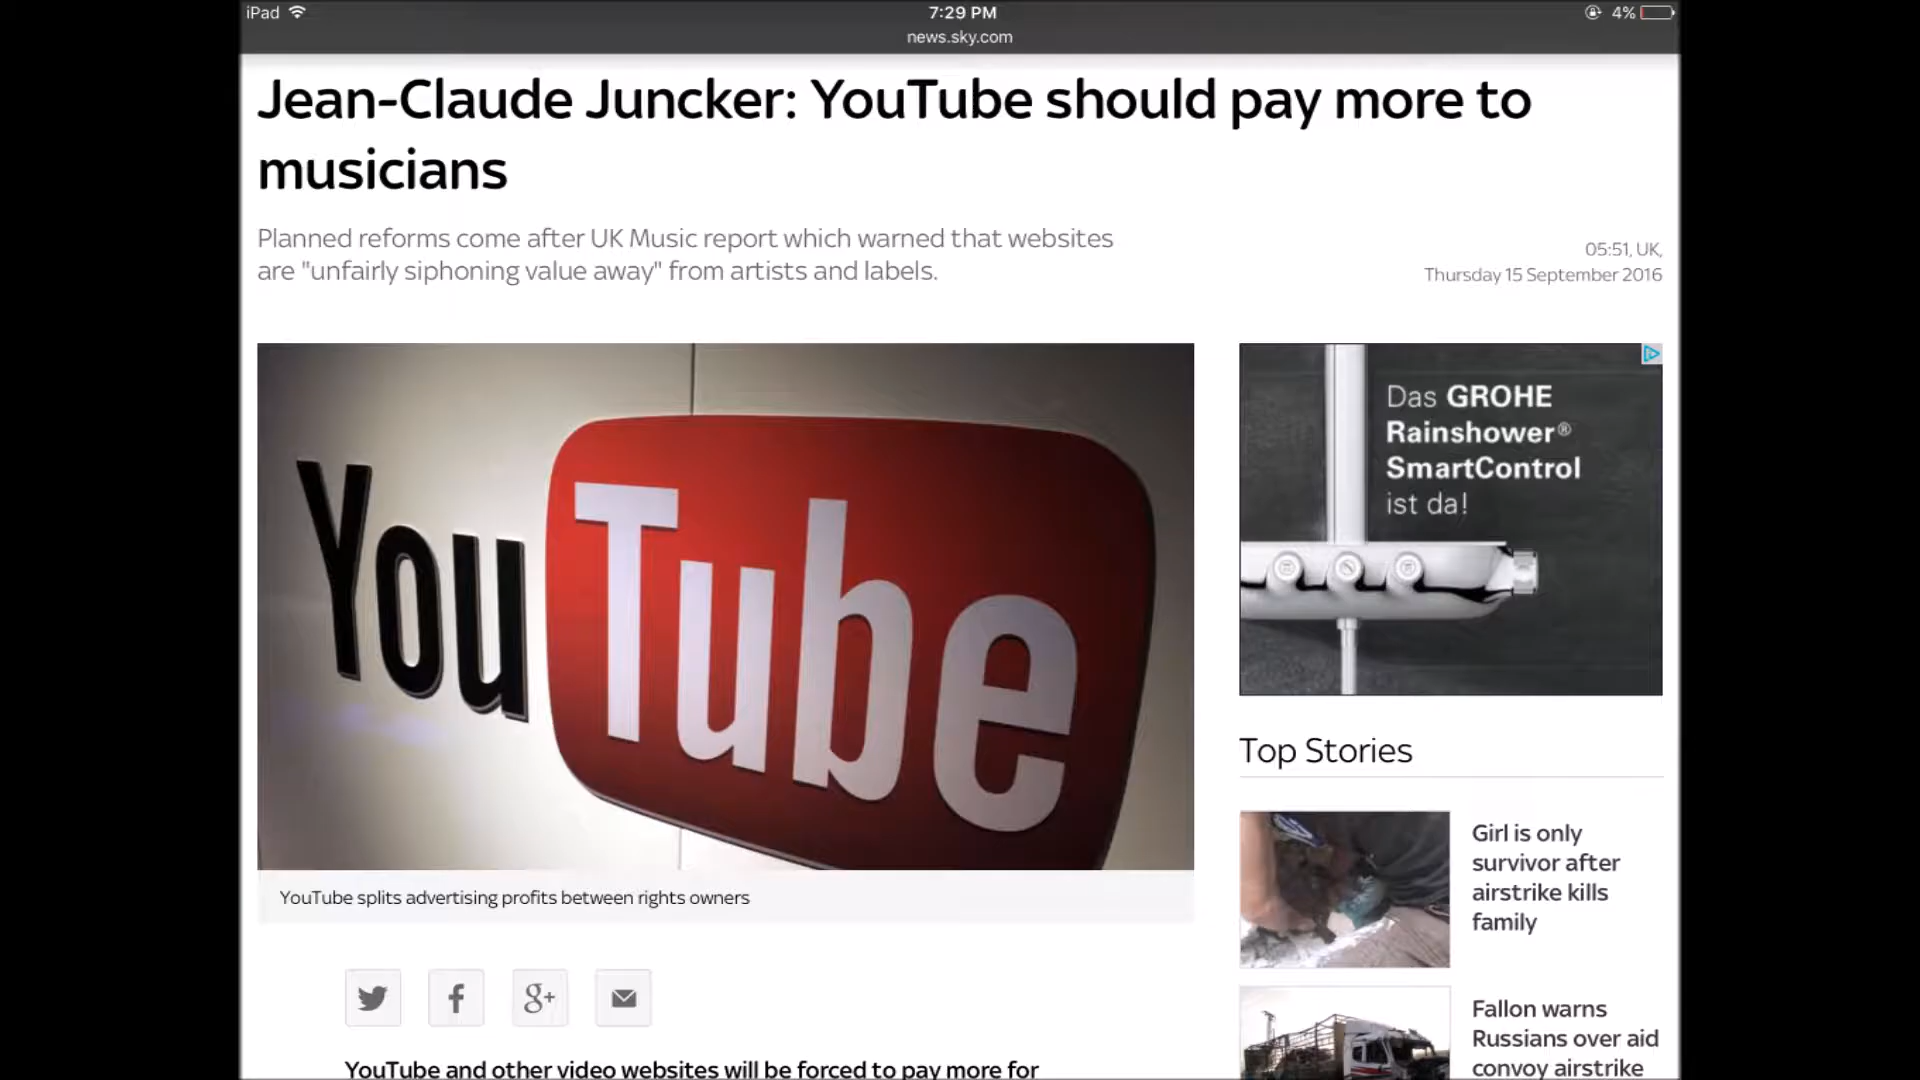 iPad
7:29 PM
4%
news.sky.com
Jean-Claude Juncker: YouTube should pay more to
musicians
Planned reforms come after UK Music report which warned that websites
are "unfairly siphoning value away" from artists and labels.
05:51, UK,
Thursday 15 September 2016
YouTube
Das GROHE
Rainshower®
SmartControl
ist da!
YouTube splits advertising profits between rights owners
Top Stories
Girl is only
survivor after
airstrike kills
family
Fallon warns
Russians over aid
convoy airstrike
g+
YouTube and other video websites will be forced to pay more for